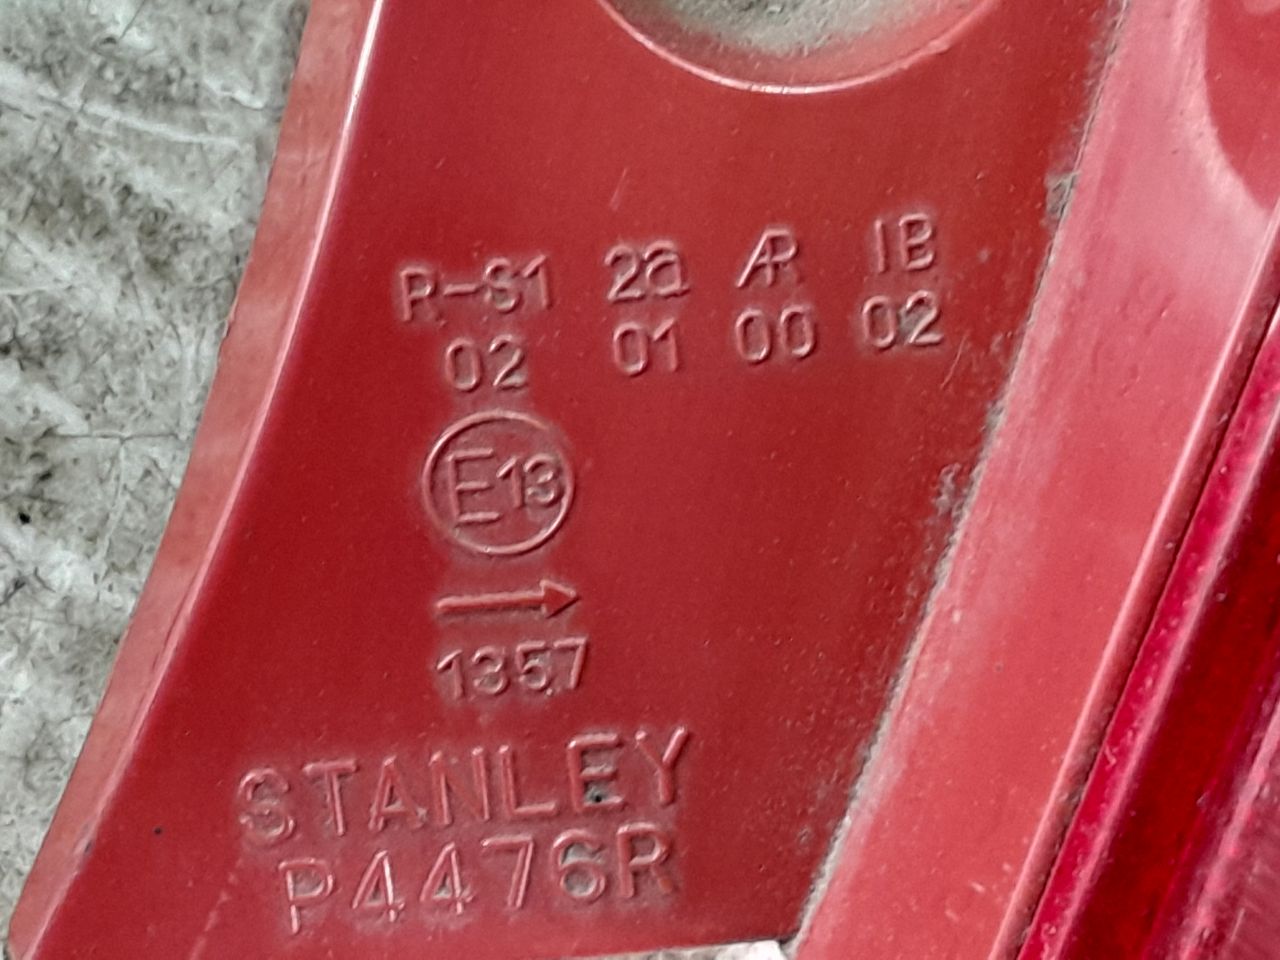 R-S1 2a AR IB
02 01 00 02
E13
→
1357
STANLEY
P4476R